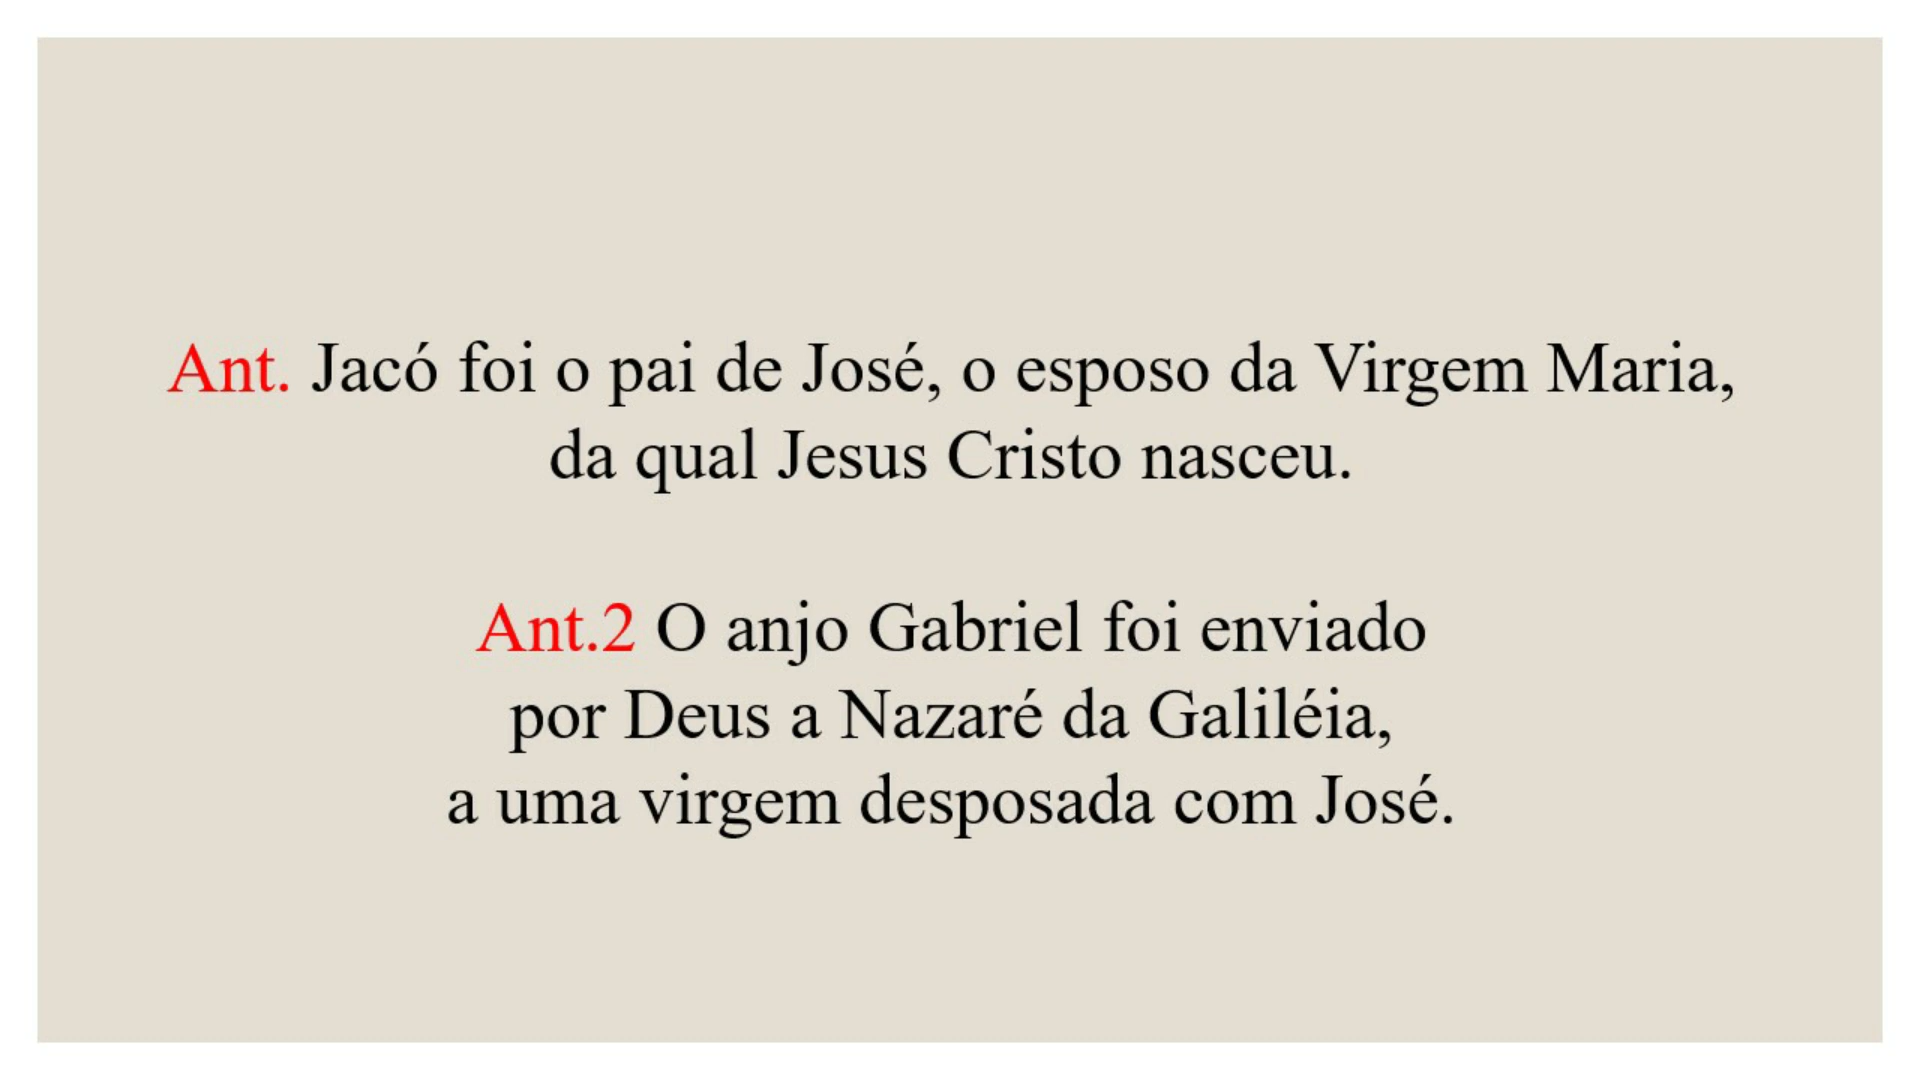 Ant. Jacó foi o pai de José, o esposo da Virgem Maria,
da qual Jesus Cristo nasceu.
Ant.2 O anjo Gabriel foi enviado
por Deus a Nazaré da Galiléia,
a uma virgem desposada com José.